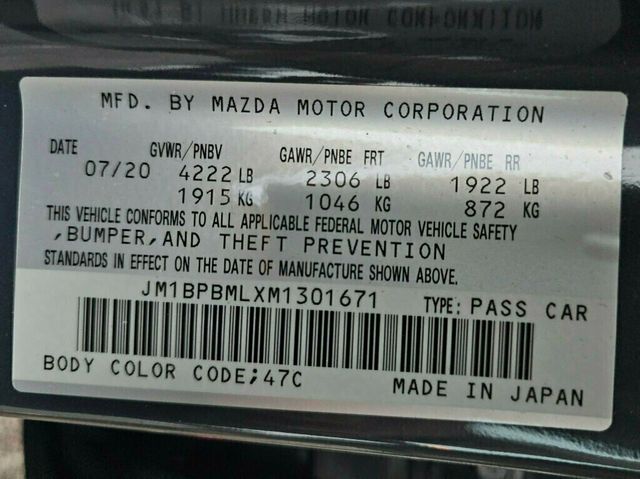 MFD. BY MAZDA MOTOR CORPORATION
DATE GVWR/PNBV GAWR/PNBE FRT GAWR/PNBE RR
07/20 4222 LB 2306 LB 1922 LB
1915 KG 1046 KG 872 KG
THIS VEHICLE CONFORMS TO ALL APPLICABLE FEDERAL MOTOR VEHICLE SAFETY
,BUMPER,AND THEFT PREVENTION
STANDARDS IN EFFECT ON THE DATE OF MANUFACTURE SHOWN ABOVE.
JM1BPBMLXM1301671 TYPE: PASS CAR
BODY COLOR CODE;47C MADE IN JAPAN